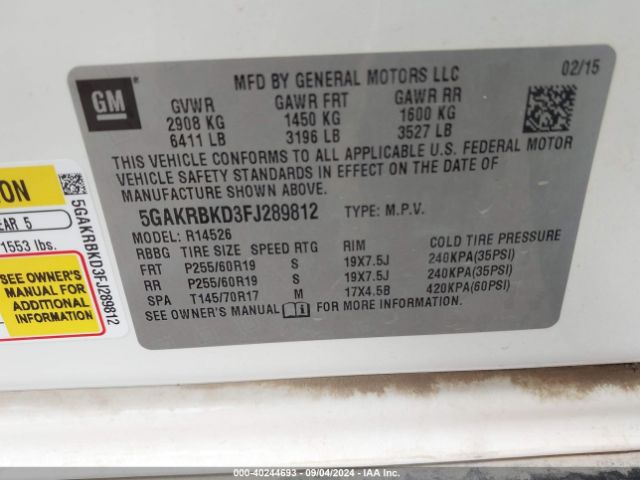 MFD BY GENERAL MOTORS LLC 02/15
GM
GVWR GAWR FRT GAWR RR
2908 KG 1450 KG 1600 KG
6411 LB 3196 LB 3527 LB
THIS VEHICLE CONFORMS TO ALL APPLICABLE U.S. FEDERAL MOTOR
VEHICLE SAFETY STANDARDS IN EFFECT ON THE DATE OF
MANUFACTURE SHOWN ABOVE.
5GAKRBKD3FJ289812 TYPE: M.P.V.
MODEL: R14526
RBBG TIRE SIZE SPEED RTG RIM COLD TIRE PRESSURE
FRT P255/60R19 S 19X7.5J 240KPA(35PSI)
RR P255/60R19 S 19X7.5J 240KPA(35PSI)
SPA T145/70R17 M 17X4.5B 420KPA(60PSI)
SEE OWNER'S MANUAL FOR MORE INFORMATION.
ION
EAR 5
1553 lbs.
SEE OWNER'S
MANUAL FOR
ADDITIONAL
INFORMATION
5GAKRBKD3FJ289812
000-40244693 - 09/04/2024 - IAA Inc.